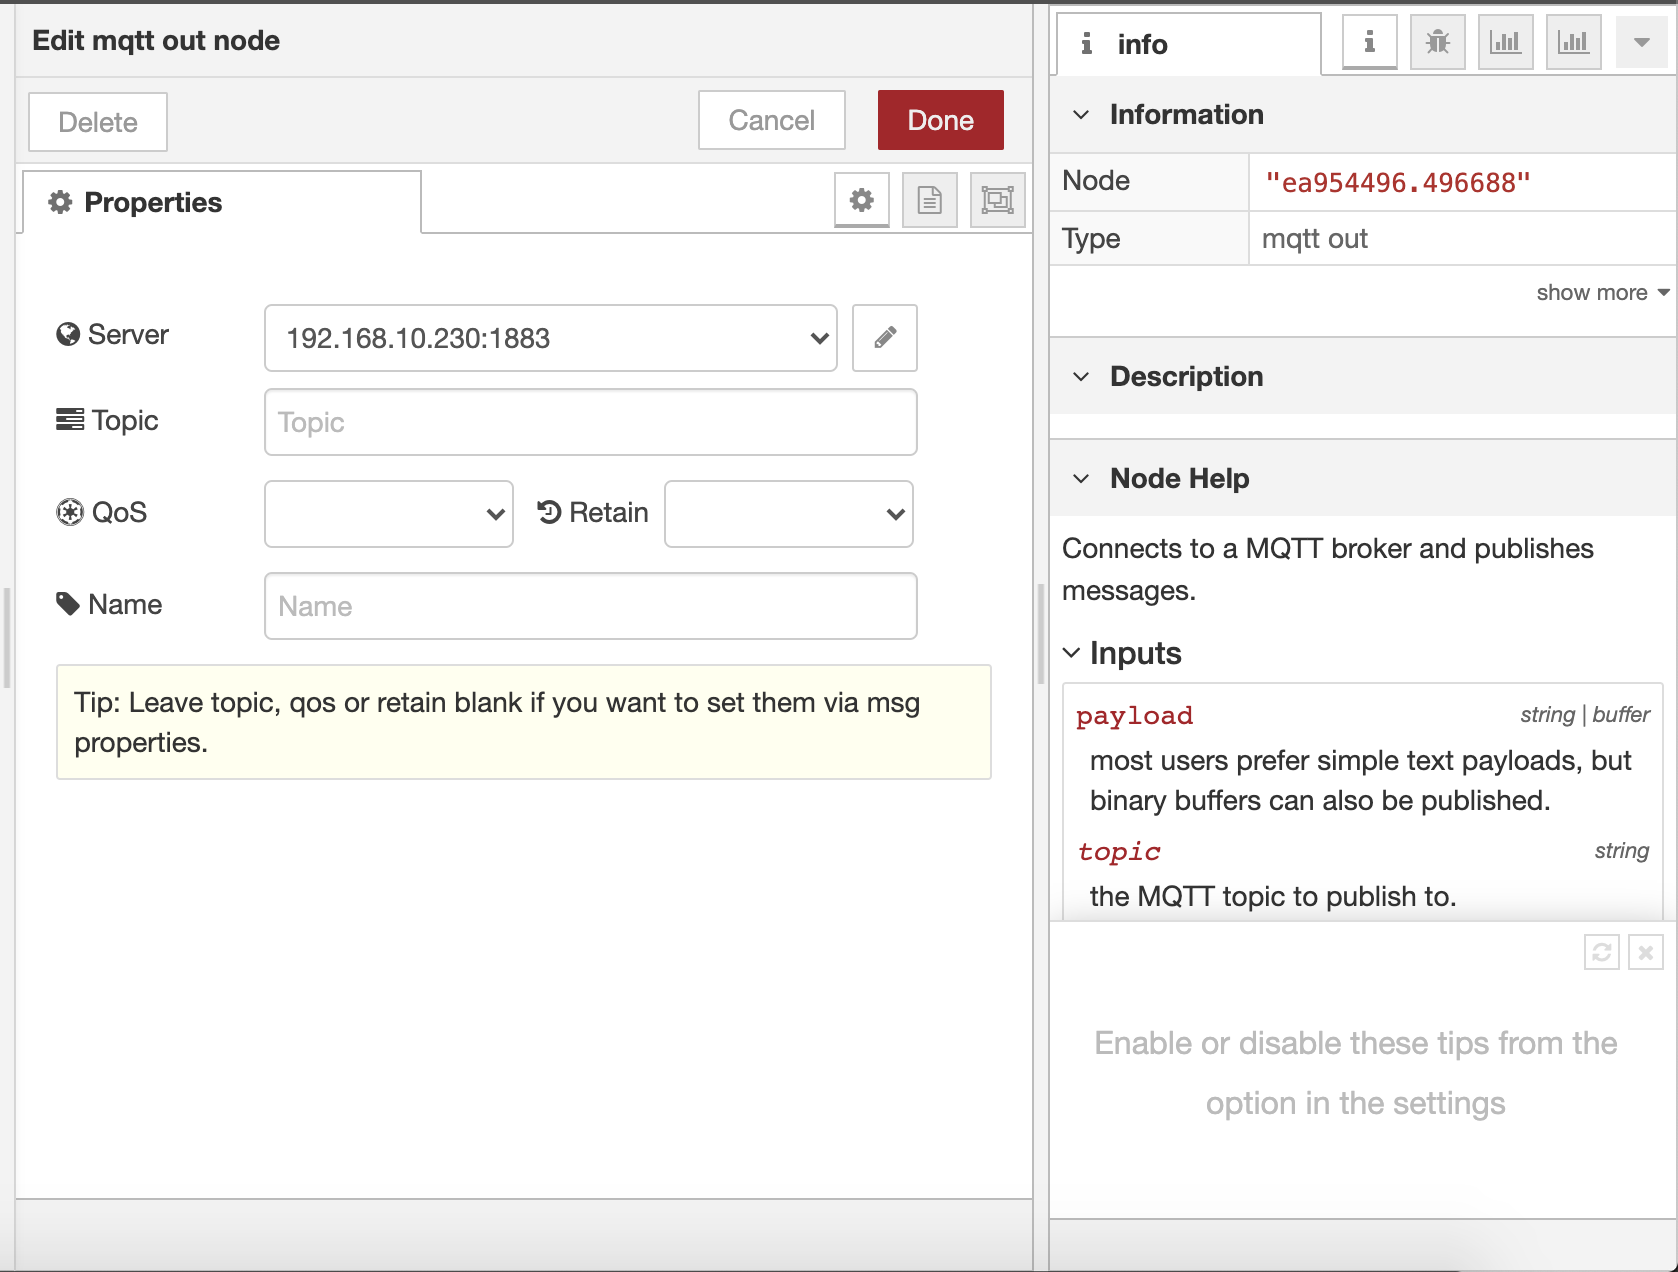 Edit mqtt out node
Delete
Cancel
Done
Properties
Server
192.168.10.230:1883
Topic
Topic
QoS
Retain
Name
Name
Tip: Leave topic, qos or retain blank if you want to set them via msg
properties.
info
Information
Node
"ea954496.496688"
Type
mqtt out
show more
Description
Node Help
Connects to a MQTT broker and publishes
messages.
Inputs
payload
string | buffer
most users prefer simple text payloads, but
binary buffers can also be published.
topic
string
the MQTT topic to publish to.
Enable or disable these tips from the
option in the settings